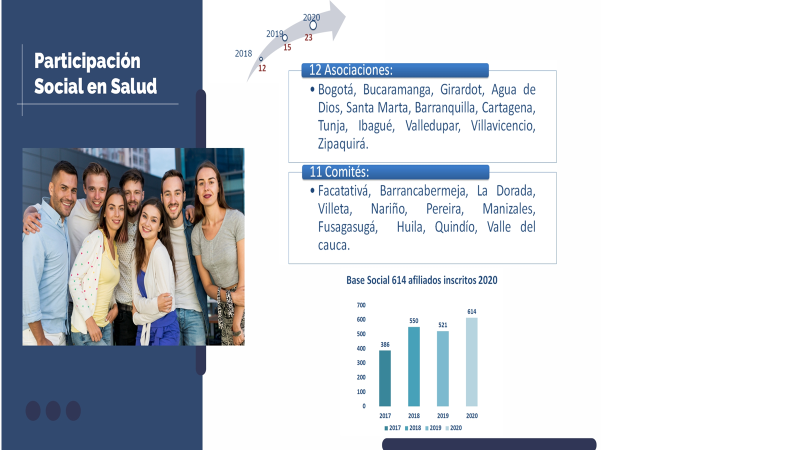 Participación
Social en Salud
2018
12
2019
15
2020
23
12 Asociaciones:
• Bogotá, Bucaramanga, Girardot, Agua de
Dios, Santa Marta, Barranquilla, Cartagena,
Tunja, Ibagué, Valledupar, Villavicencio,
Zipaquirá.
11 Comités:
• Facatativá, Barrancabermeja, La Dorada,
Villeta, Nariño, Pereira, Manizales,
Fusagasugá, Huila, Quindío, Valle del
cauca.
Base Social 614 afiliados inscritos 2020
700
600
500
400
300
200
100
0
386
550
521
614
2017 2018 2019 2020
2017 2018 2019 2020